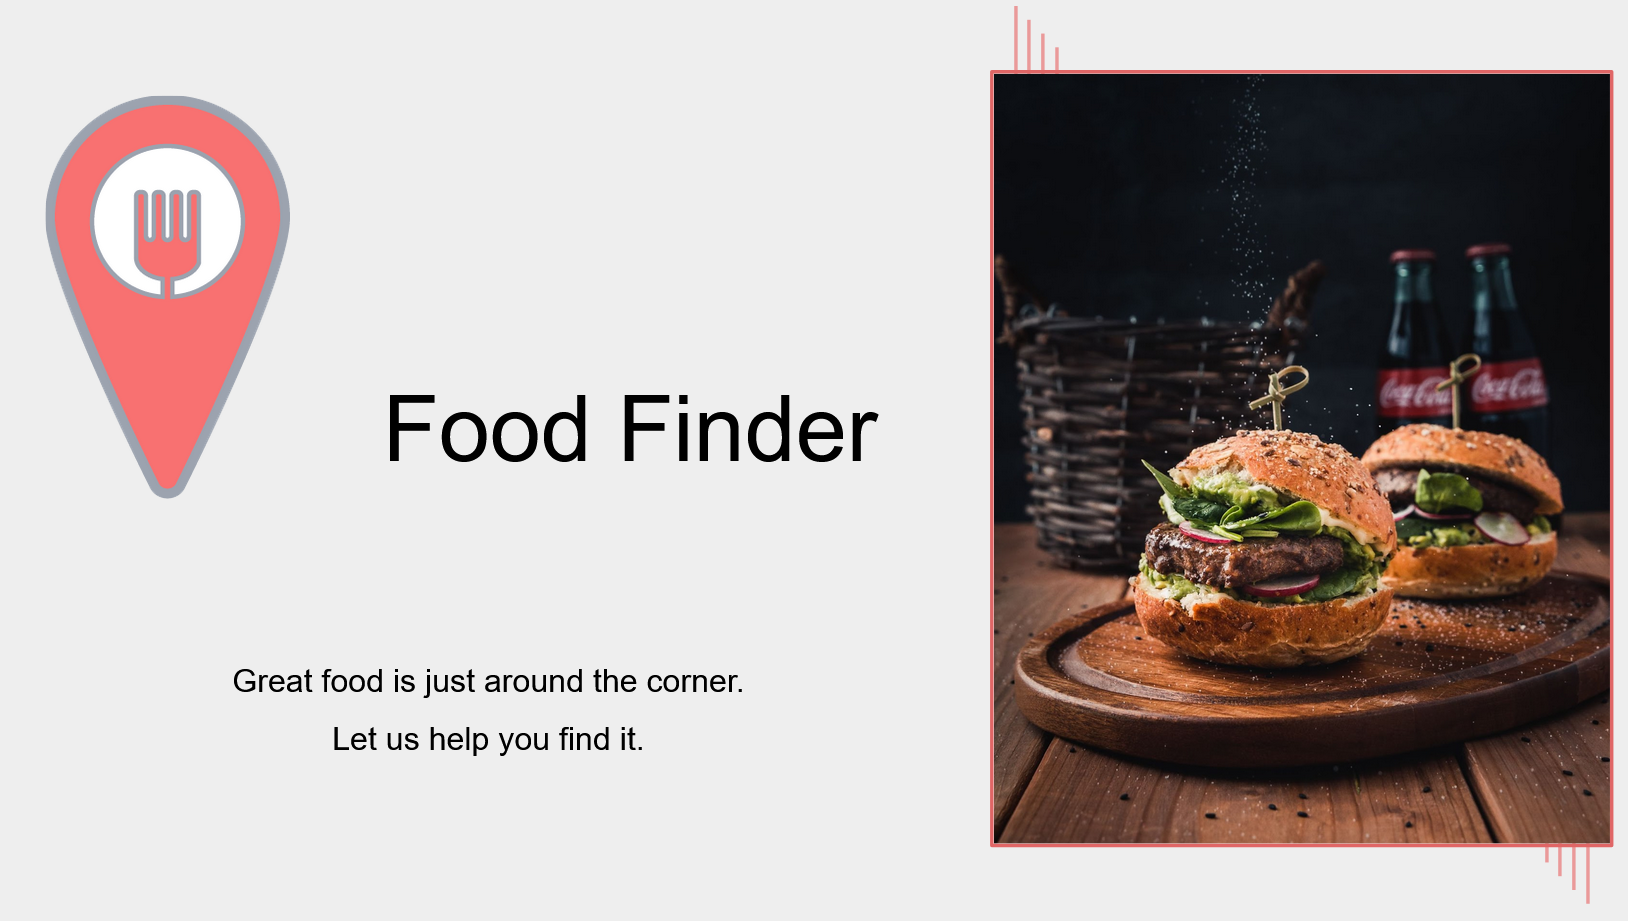 Food Finder
Great food is just around the corner.
Let us help you find it.
Coca-Cola
Coca-Cola